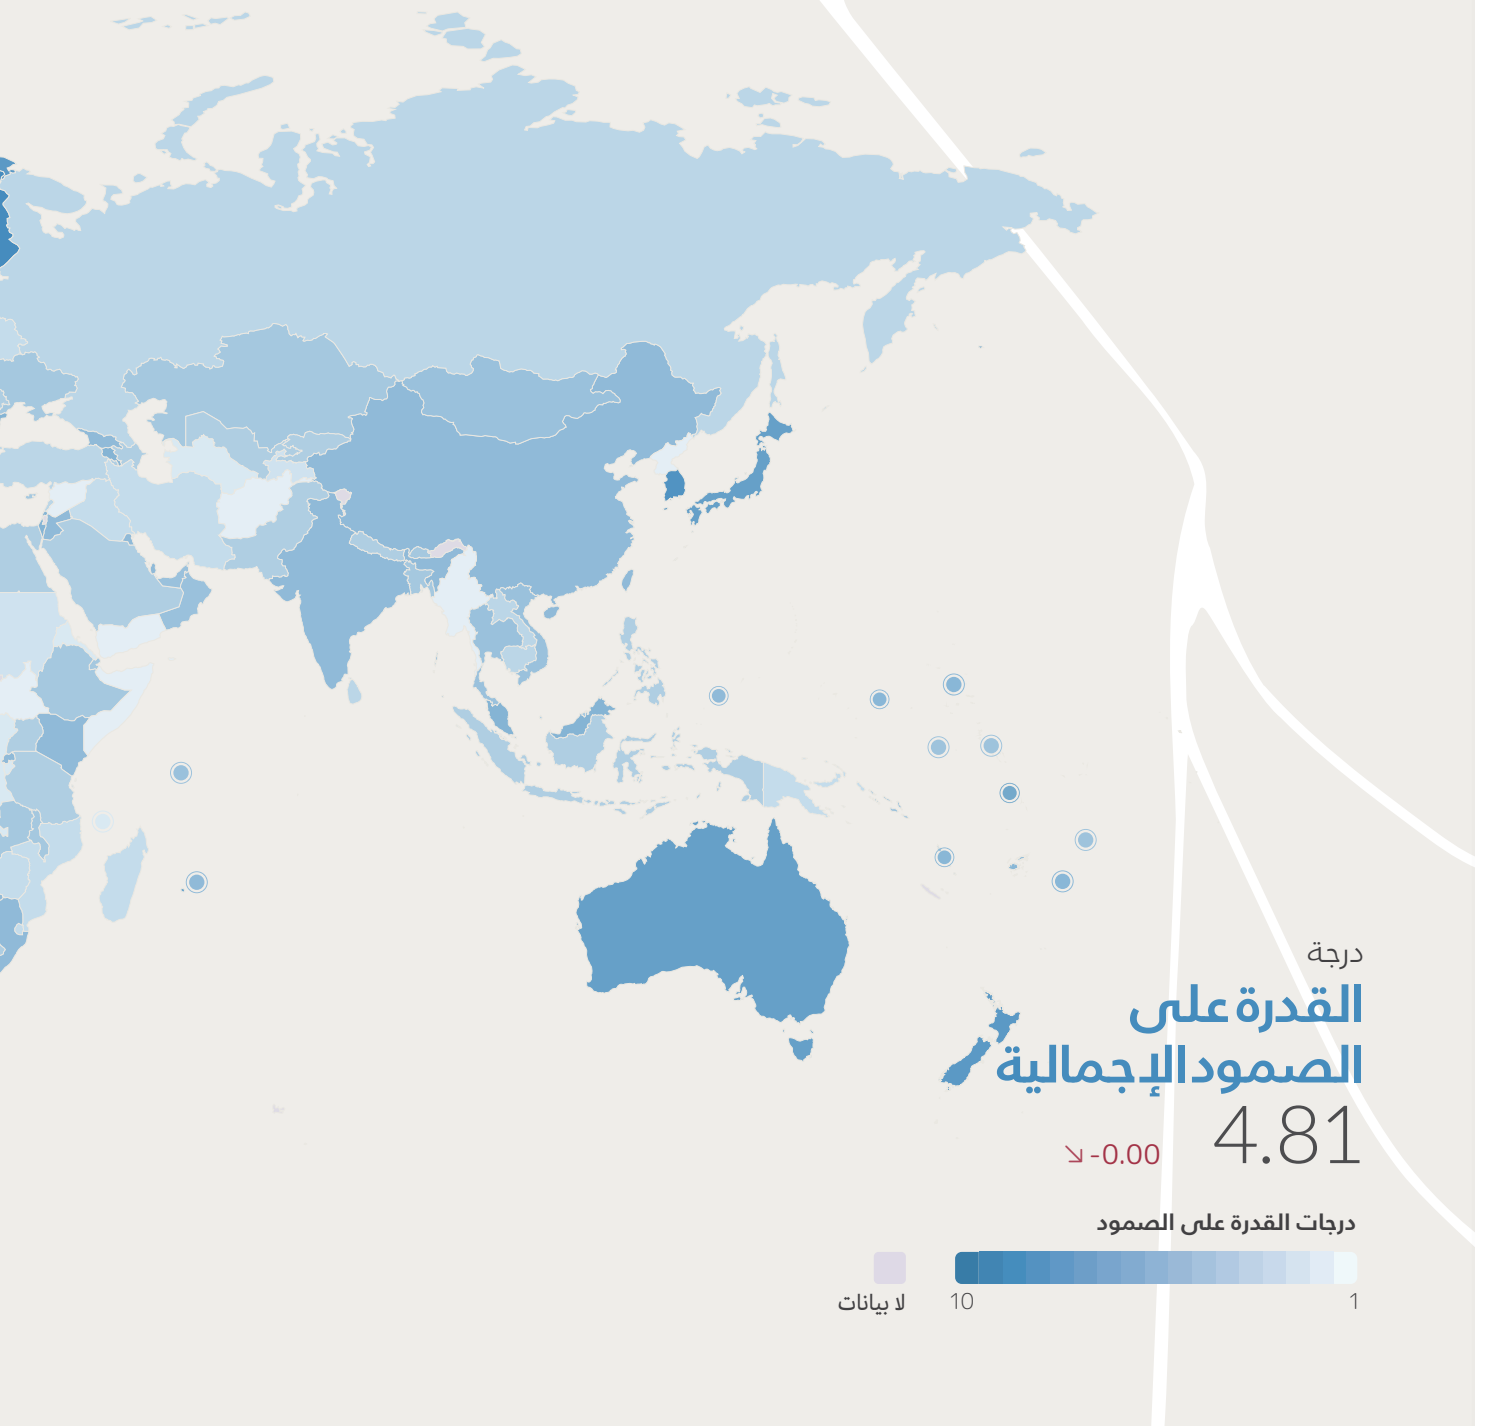 درجة
القدرة على
الصمود الإجمالية
4.81
↘ -0.00
درجات القدرة على الصمود
1
10
لا بيانات